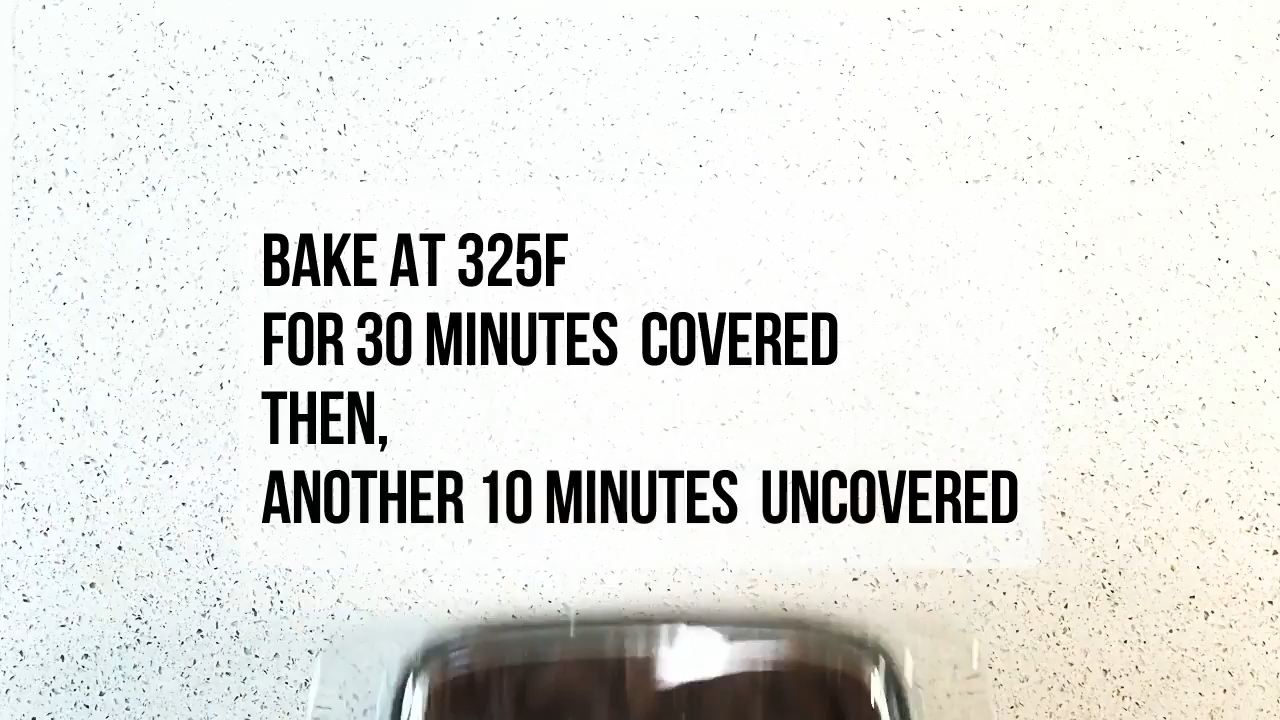 BAKE AT 325F
FOR 30 MINUTES COVERED
THEN,
ANOTHER 10 MINUTES UNCOVERED